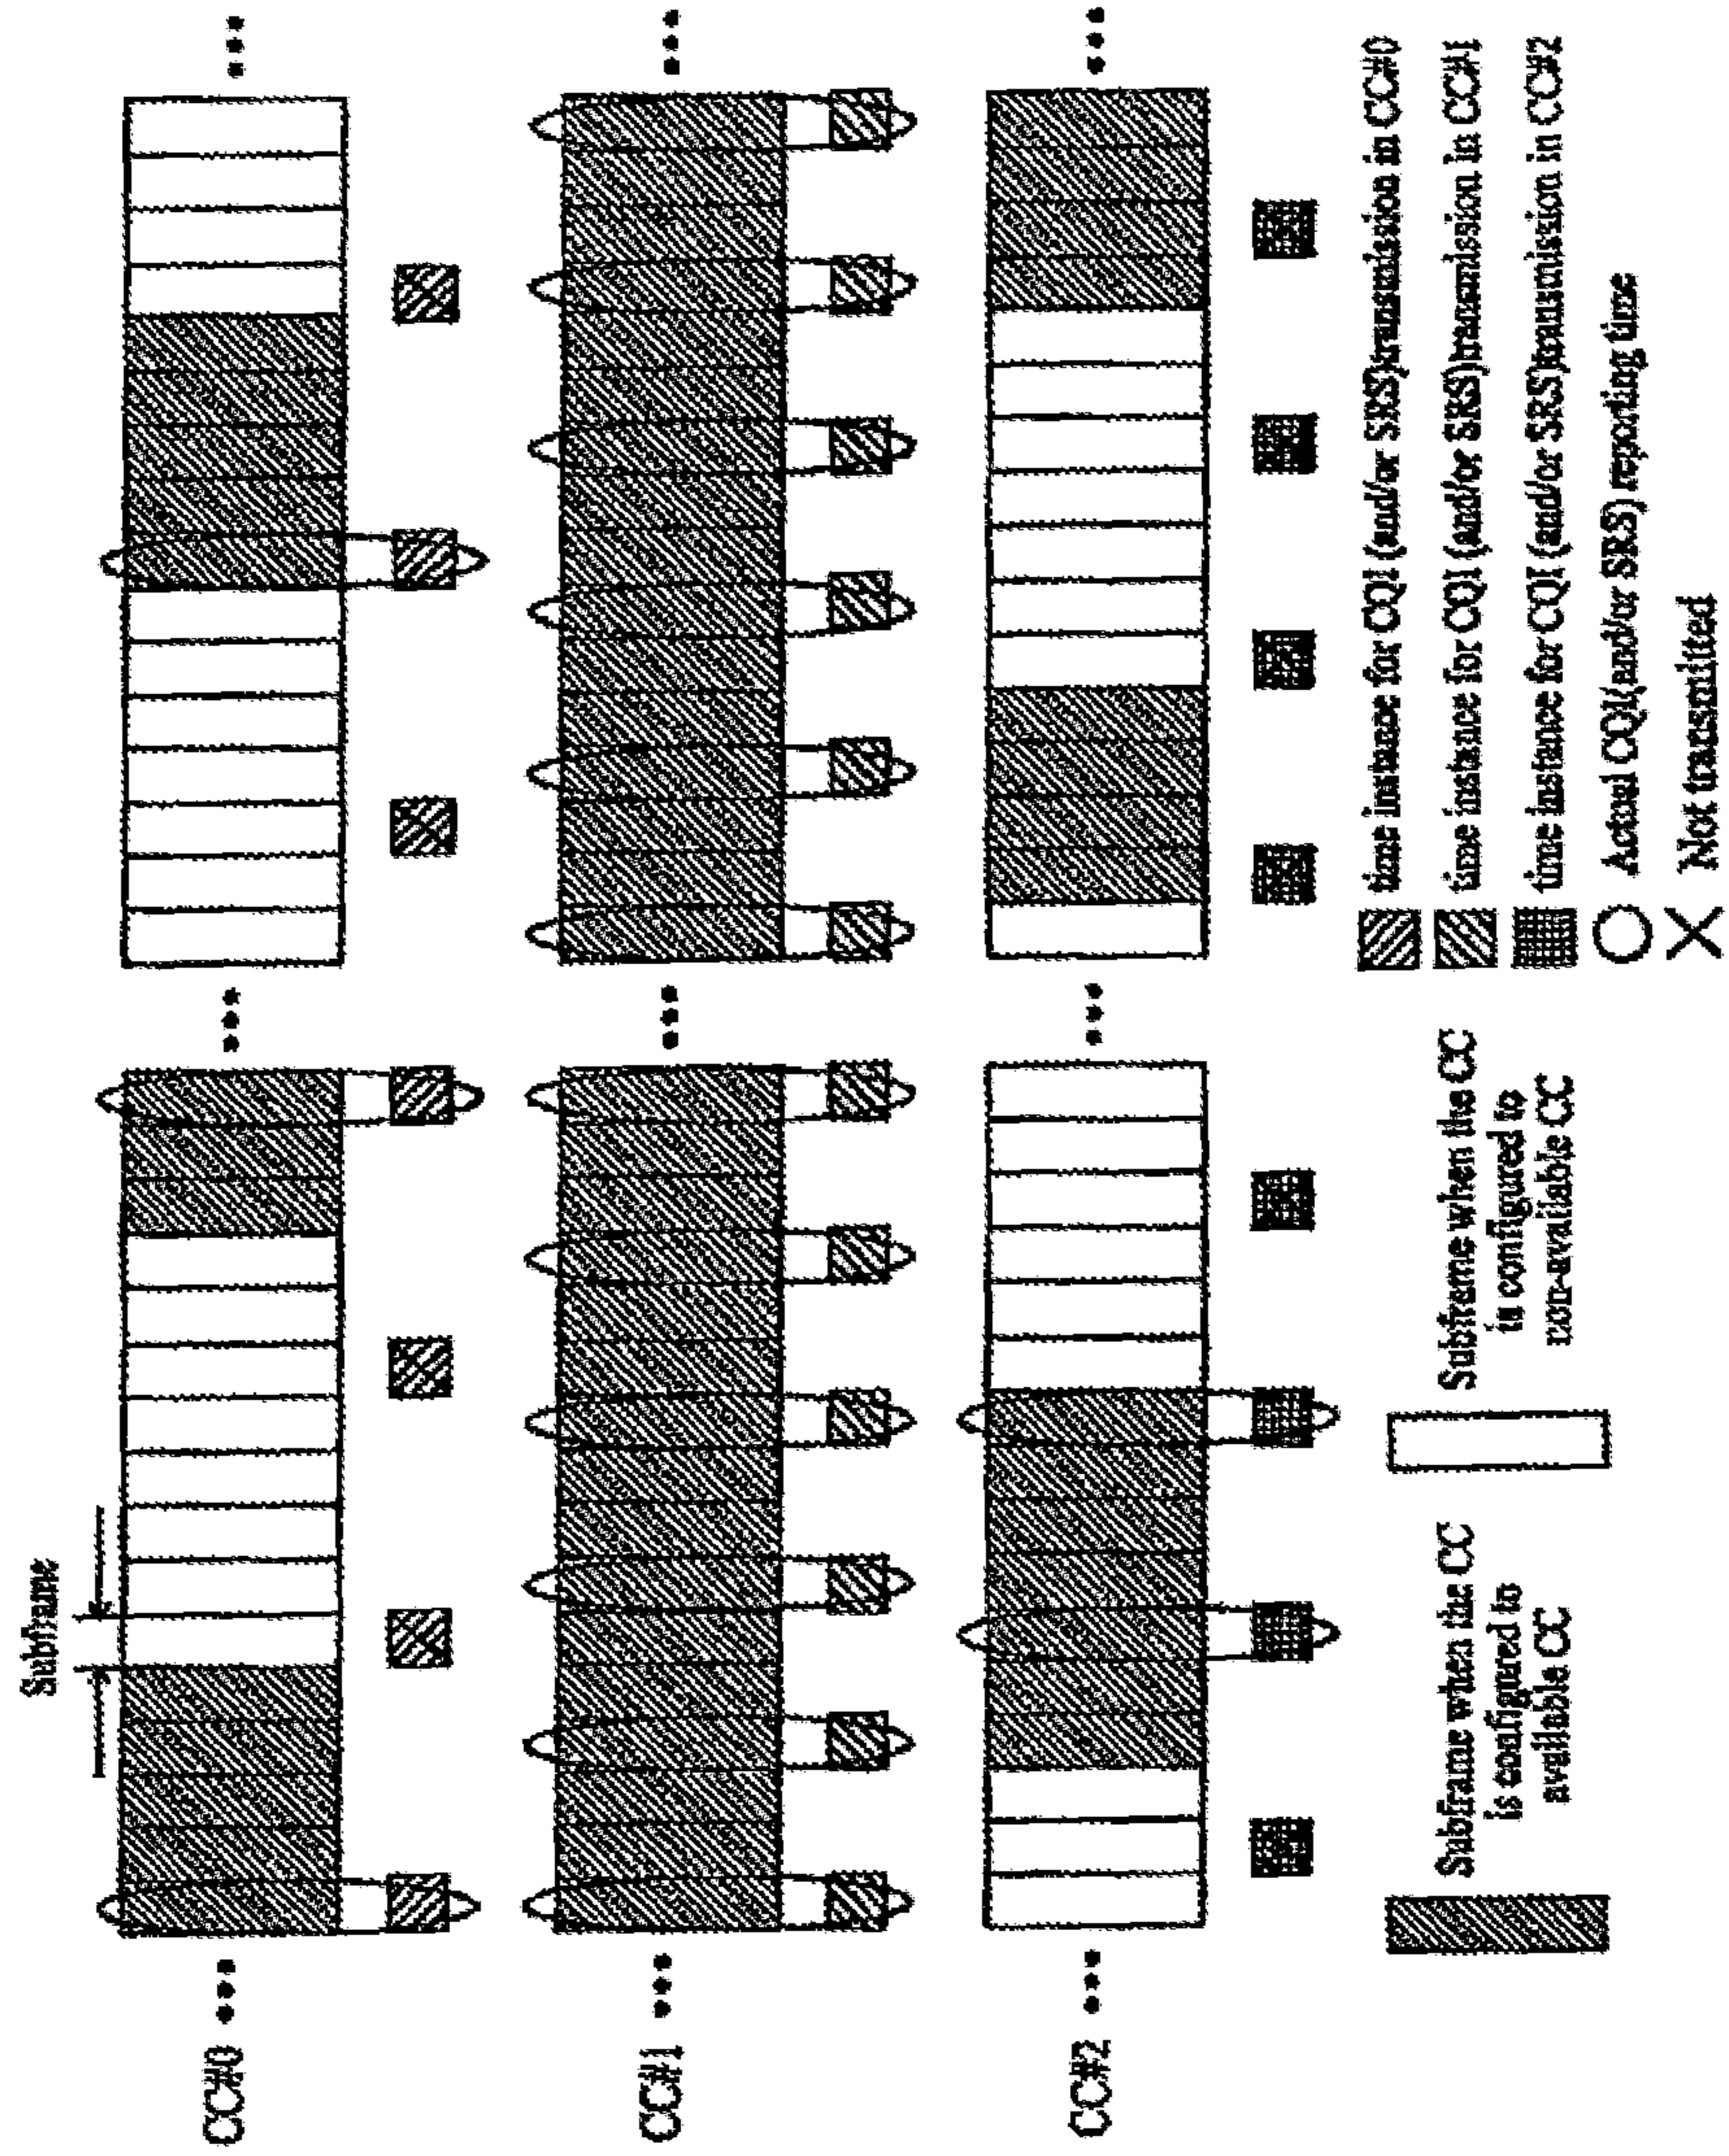 Subframe
CC#0
CC#1
CC#2
Subframe when the CC
is configured to
available CC
Subframe when the CC
is configured to
non-available CC
time instance for CQI (and/or SRS)transmission in CC#0
time instance for CQI (and/or SRS)transmission in CC#1
time instance for CQI (and/or SRS)transmission in CC#2
Actual CQI(and/or SRS) reporting time
Not transmitted